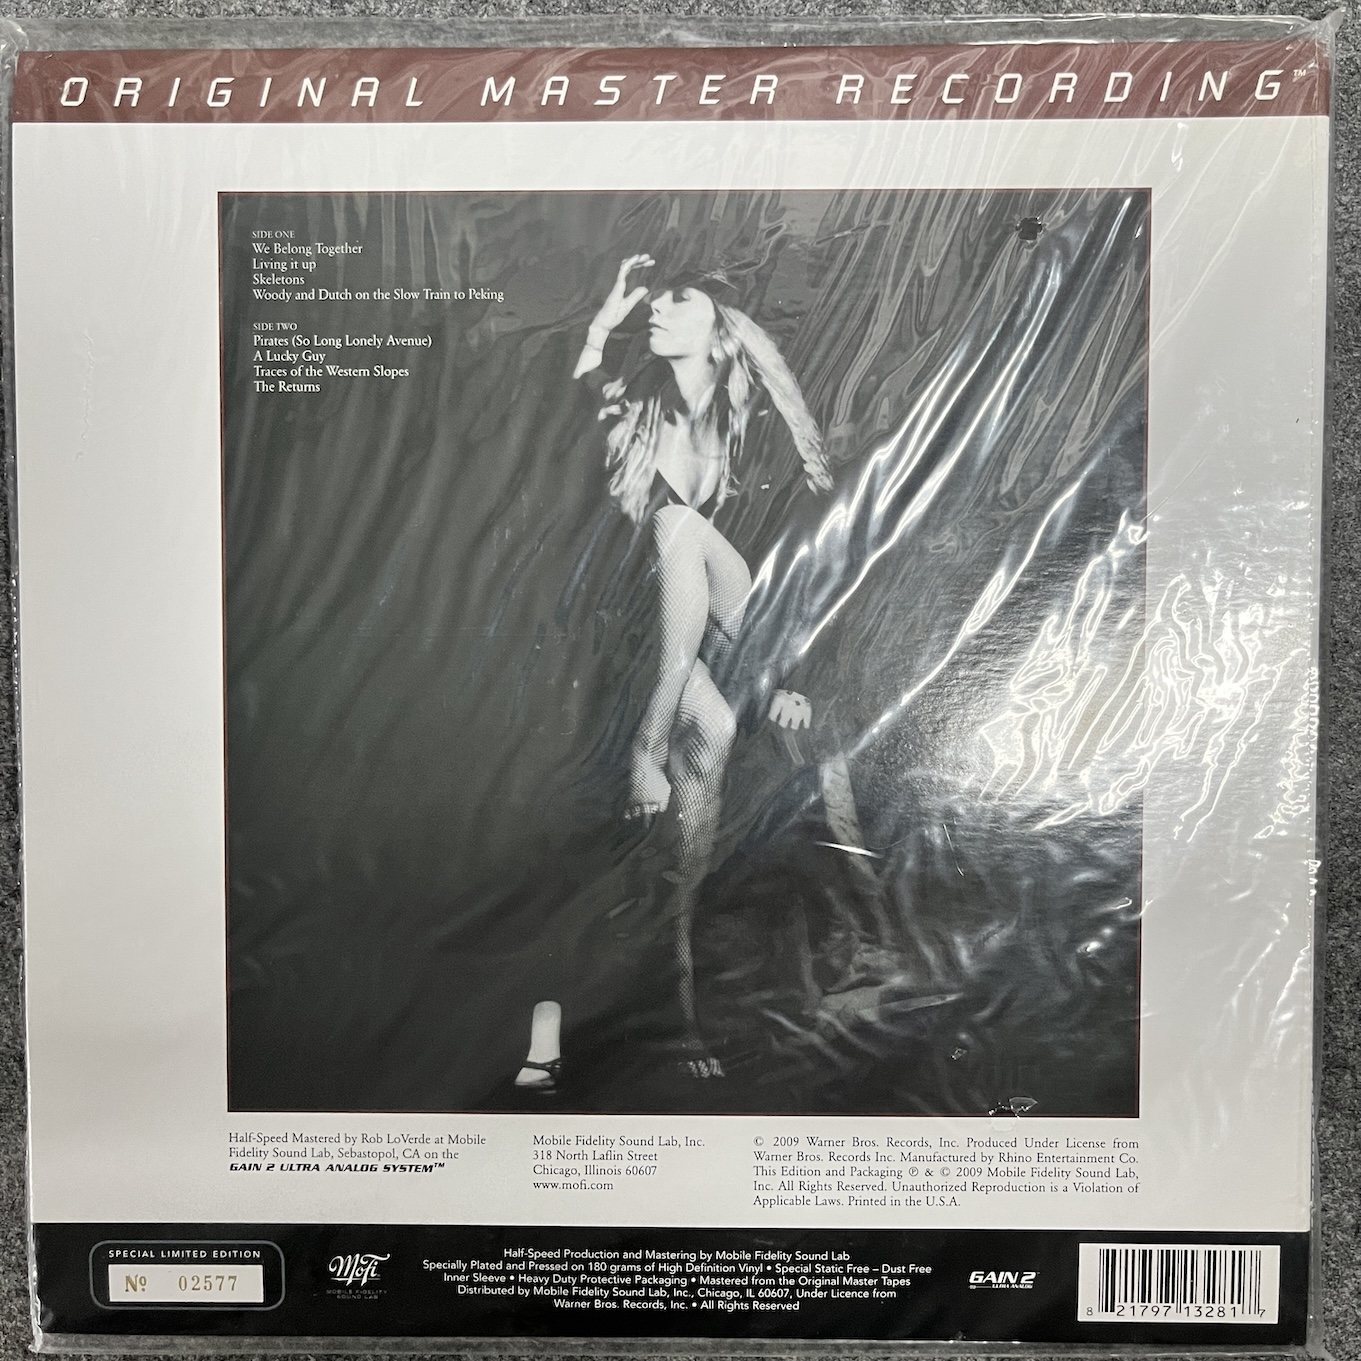 ORIGINAL MASTER RECORDING™
SIDE ONE
We Belong Together
Living it up
Skeletons
Woody and Dutch on the Slow Train to Peking
SIDE TWO
Pirates (So Long Lonely Avenue)
A Lucky Guy
Traces of the Western Slopes
The Returns
Half-Speed Mastered by Rob LoVerde at Mobile
Fidelity Sound Lab, Sebastopol, CA on the
GAIN 2 ULTRA ANALOG SYSTEM™
Mobile Fidelity Sound Lab, Inc.
318 North Laflin Street
Chicago, Illinois 60607
www.mofi.com
© 2009 Warner Bros. Records, Inc. Produced Under License from
Warner Bros. Records Inc. Manufactured by Rhino Entertainment Co.
This Edition and Packaging ℗ & © 2009 Mobile Fidelity Sound Lab,
Inc. All Rights Reserved. Unauthorized Reproduction is a Violation of
Applicable Laws. Printed in the U.S.A.
SPECIAL LIMITED EDITION
Nº 02577
MoFi
MOBILE FIDELITY
SOUND LAB
Half-Speed Production and Mastering by Mobile Fidelity Sound Lab
Specially Plated and Pressed on 180 grams of High Definition Vinyl • Special Static Free – Dust Free
Inner Sleeve • Heavy Duty Protective Packaging • Mastered from the Original Master Tapes
Distributed by Mobile Fidelity Sound Lab, Inc., Chicago, IL 60607, Under Licence from
Warner Bros. Records, Inc. • All Rights Reserved
GAIN 2™
ULTRA ANALOG
8 21797 13281 7